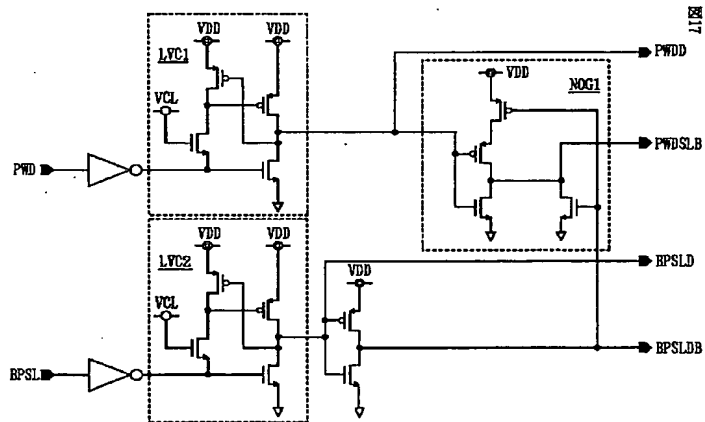 図17
VDD
VDD
LVC1
VCL
PWD
PWDD
VDD
NOG1
PWDSLB
VDD
VDD
LVC2
VCL
BPSL
VDD
BPSLD
BPSLDB